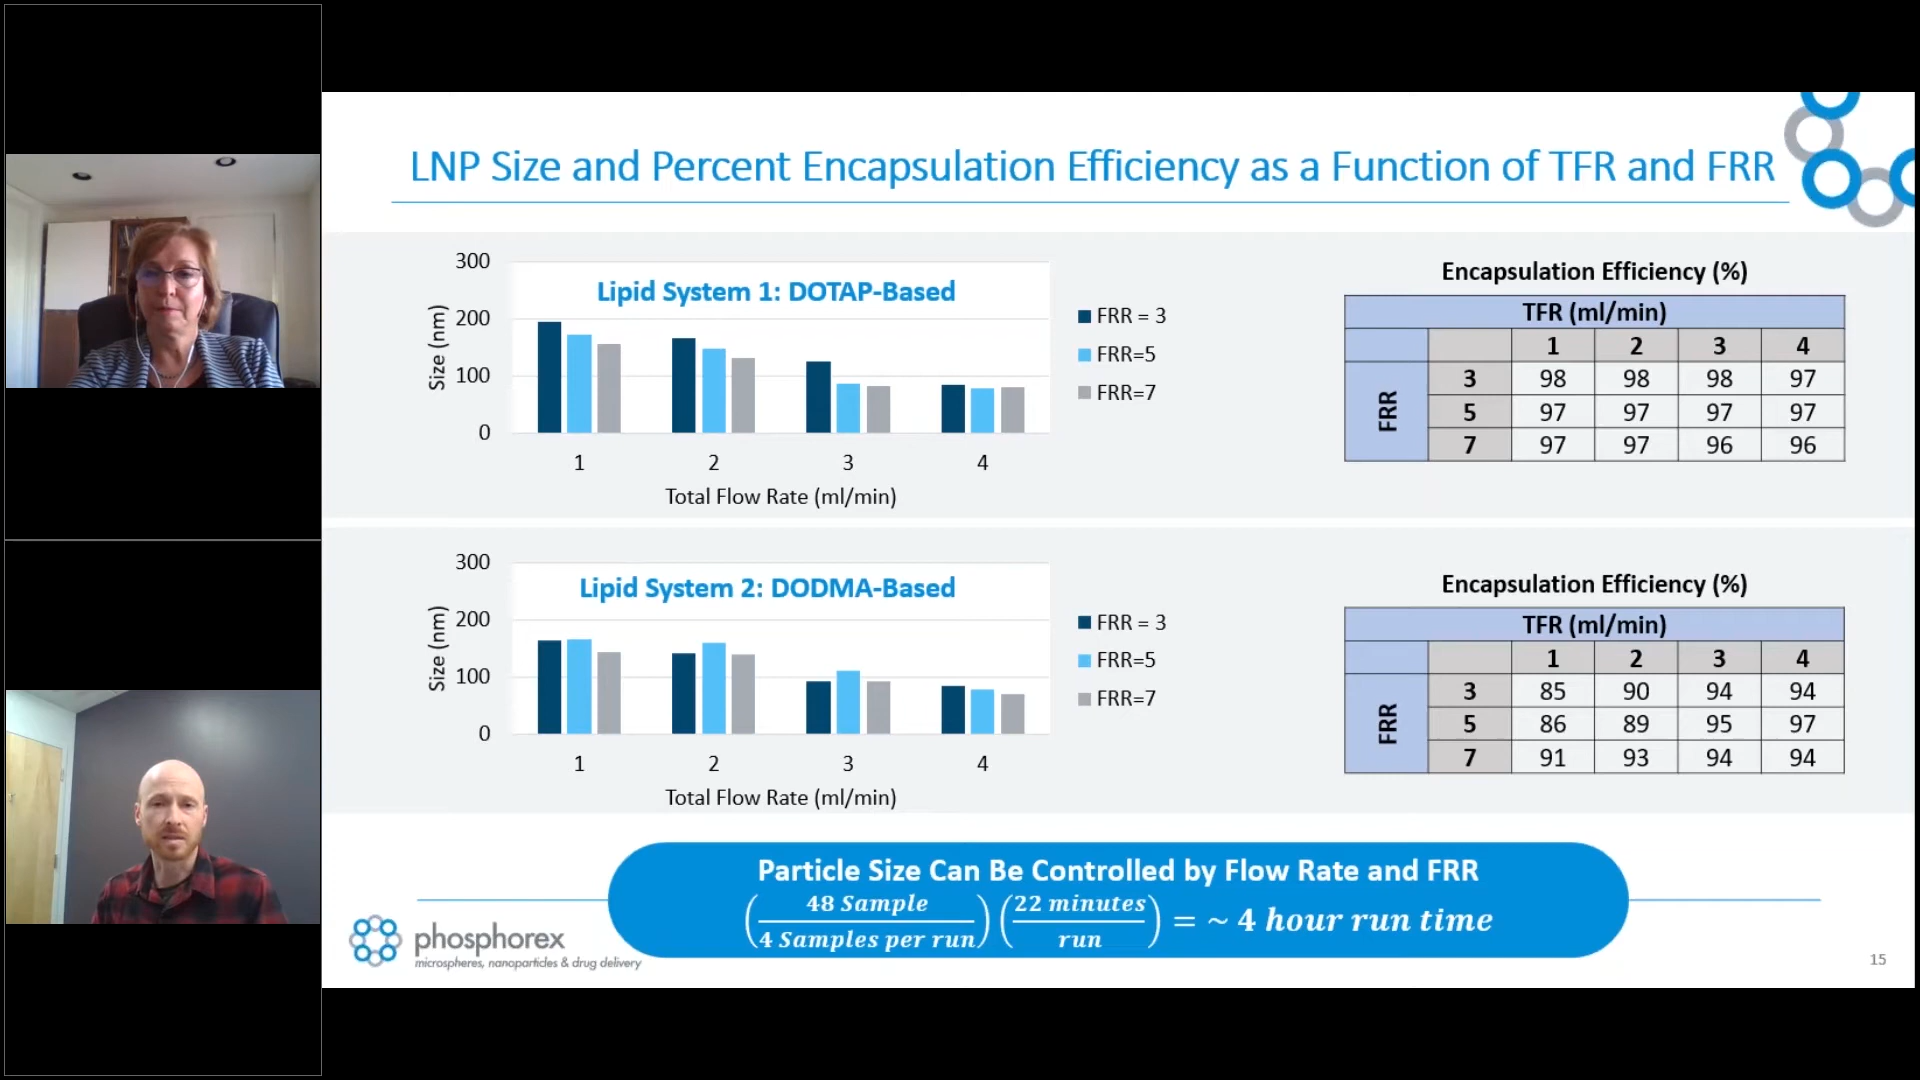 LNP Size and Percent Encapsulation Efficiency as a Function of TFR and FRR
Lipid System 1: DOTAP-Based
300
200
100
0
Size (nm)
1 2 3 4
Total Flow Rate (ml/min)
FRR = 3
FRR=5
FRR=7
Encapsulation Efficiency (%)
TFR (ml/min)
1 2 3 4
FRR
3 98 98 98 97
5 97 97 97 97
7 97 97 96 96
Lipid System 2: DODMA-Based
300
200
100
0
Size (nm)
1 2 3 4
Total Flow Rate (ml/min)
FRR = 3
FRR=5
FRR=7
Encapsulation Efficiency (%)
TFR (ml/min)
1 2 3 4
FRR
3 85 90 94 94
5 86 89 95 97
7 91 93 94 94
Particle Size Can Be Controlled by Flow Rate and FRR
(48 Sample / 4 Samples per run) (22 minutes / run) = ~ 4 hour run time
phosphorex
microspheres, nanoparticles & drug delivery
15